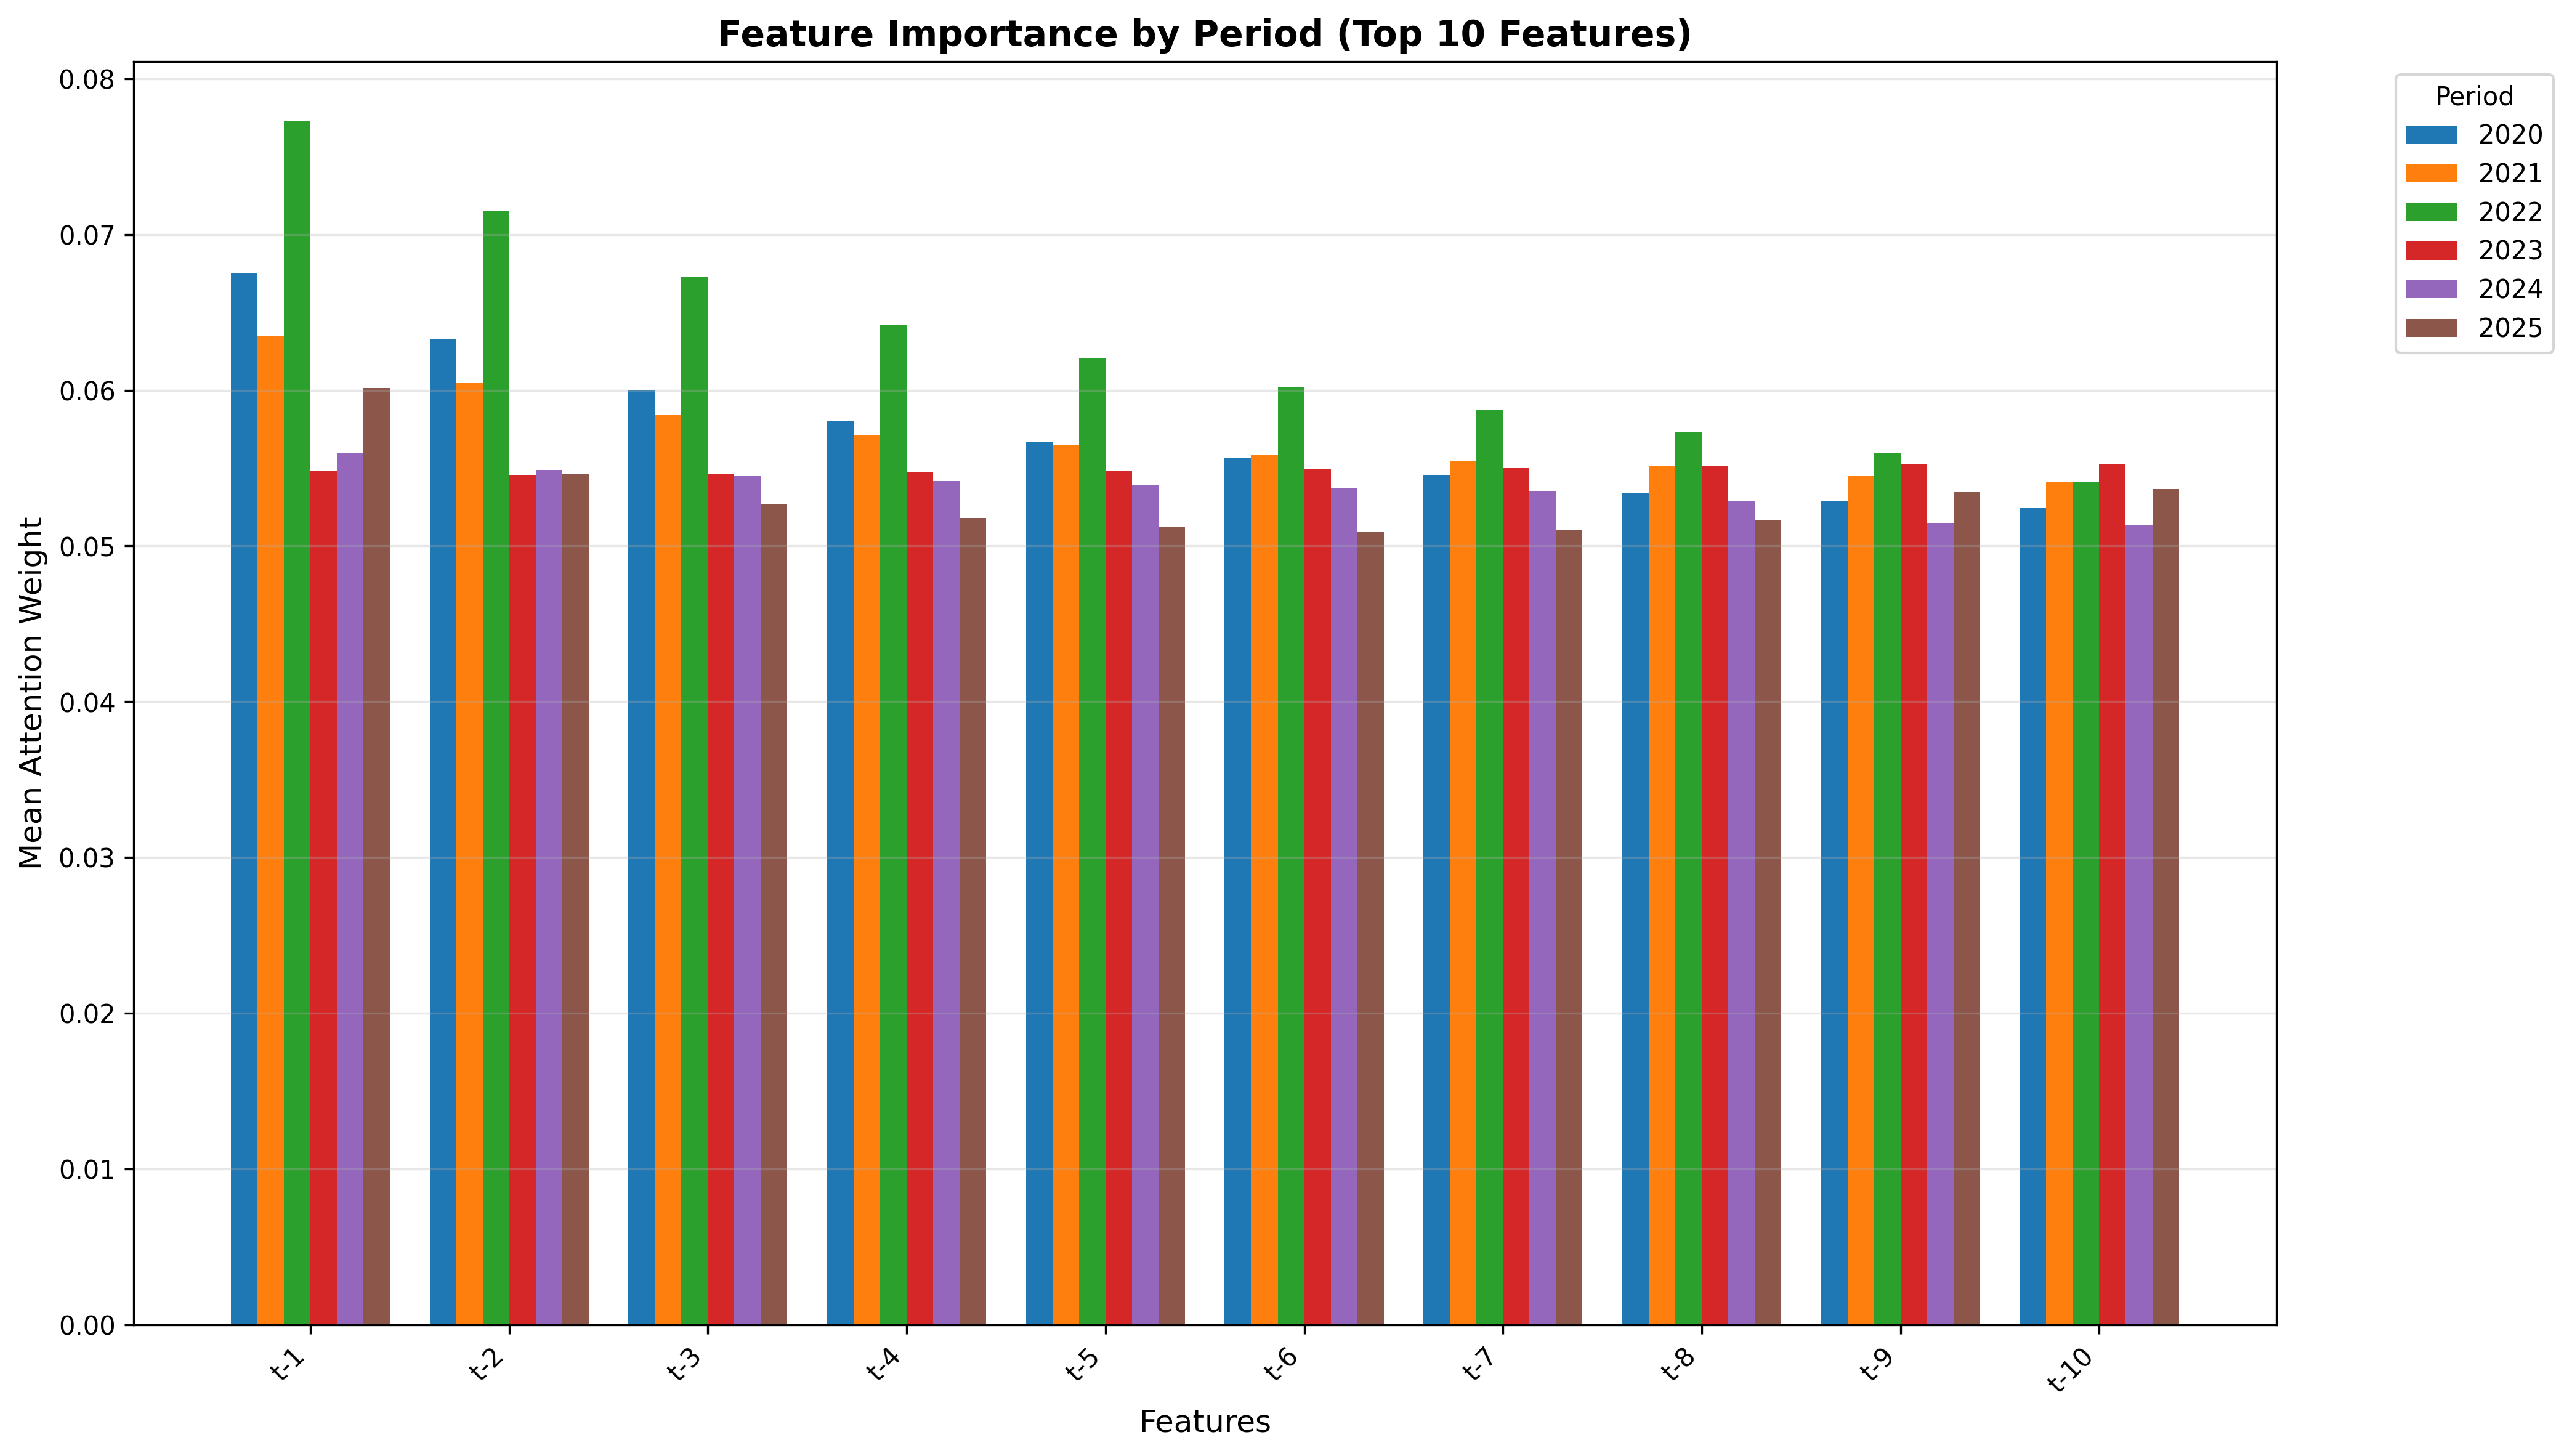 Feature Importance by Period (Top 10 Features)
Mean Attention Weight
0.08
0.07
0.06
0.05
0.04
0.03
0.02
0.01
0.00
t-1
t-2
t-3
t-4
t-5
t-6
t-7
t-8
t-9
t-10
Features
Period
2020
2021
2022
2023
2024
2025